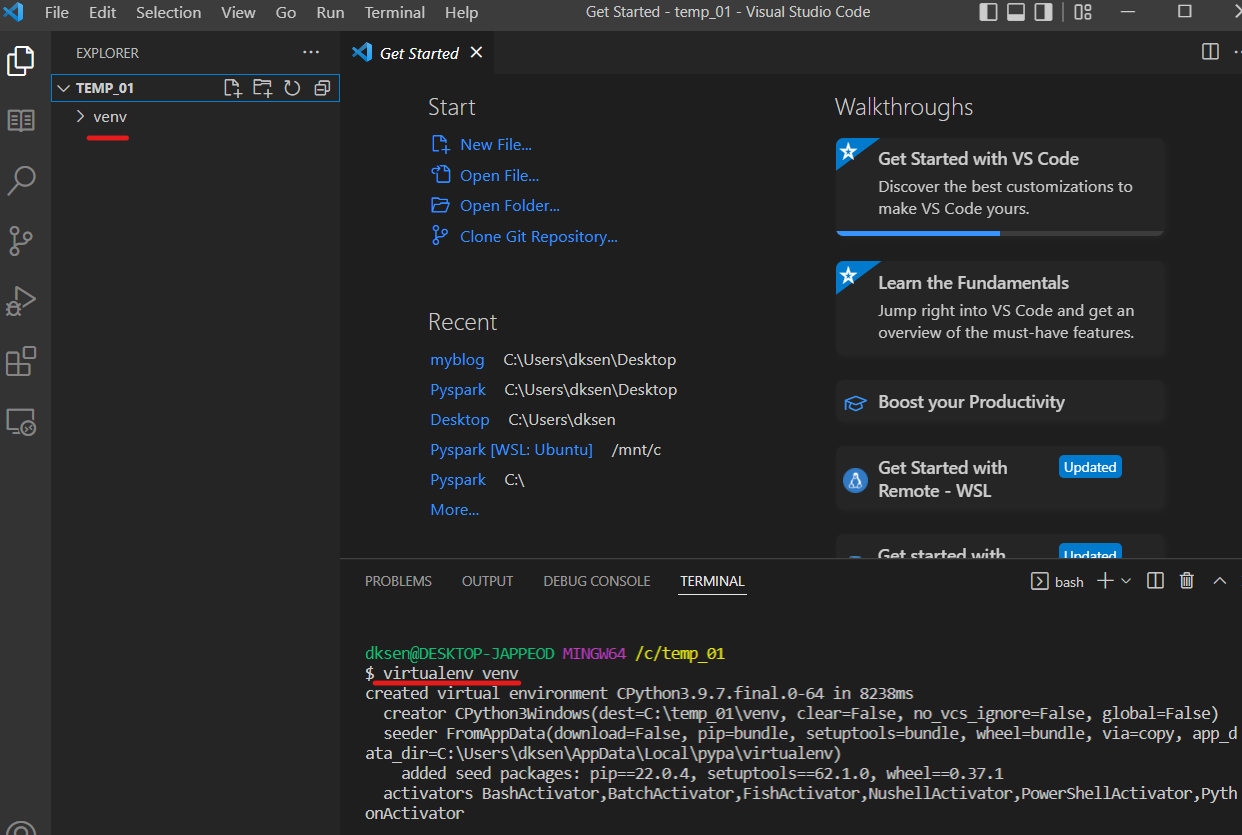 File Edit Selection View Go Run Terminal Help Get Started - temp_01 - Visual Studio Code
EXPLORER
TEMP_01
venv
Get Started
Start
New File...
Open File...
Open Folder...
Clone Git Repository...
Recent
myblog C:\Users\dksen\Desktop
Pyspark C:\Users\dksen\Desktop
Desktop C:\Users\dksen
Pyspark [WSL: Ubuntu] /mnt/c
Pyspark C:\
More...
Walkthroughs
Get Started with VS Code
Discover the best customizations to
make VS Code yours.
Learn the Fundamentals
Jump right into VS Code and get an
overview of the must-have features.
Boost your Productivity
Get Started with
Remote - WSL
Updated
Get started with
Updated
PROBLEMS OUTPUT DEBUG CONSOLE TERMINAL
bash
dksen@DESKTOP-JAPPEOD MINGW64 /c/temp_01
$ virtualenv venv
created virtual environment CPython3.9.7.final.0-64 in 8238ms
creator CPython3Windows(dest=C:\temp_01\venv, clear=False, no_vcs_ignore=False, global=False)
seeder FromAppData(download=False, pip=bundle, setuptools=bundle, wheel=bundle, via=copy, app_d
ata_dir=C:\Users\dksen\AppData\Local\pypa\virtualenv)
added seed packages: pip==22.0.4, setuptools==62.1.0, wheel==0.37.1
activators BashActivator,BatchActivator,FishActivator,NushellActivator,PowerShellActivator,Pyth
onActivator